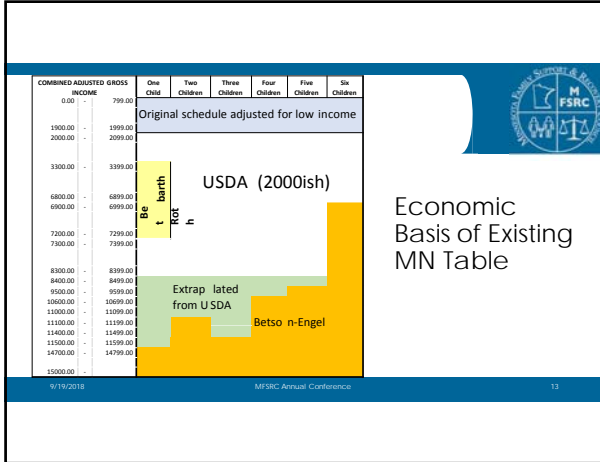 COMBINED ADJUSTED GROSS INCOME One Child Two Children Three Children Four Children Five Children Six Children
0.00 - 799.00
Original schedule adjusted for low income
1900.00 - 1999.00
2000.00 - 2099.00
3300.00 - 3399.00
USDA (2000ish)
Be t barth Rot h
6800.00 - 6899.00
6900.00 - 6999.00
7200.00 - 7299.00
7300.00 - 7399.00
8300.00 - 8399.00
8400.00 - 8499.00
9500.00 - 9599.00
10600.00 - 10699.00
11000.00 - 11099.00
11100.00 - 11199.00
11400.00 - 11499.00
11500.00 - 11599.00
14700.00 - 14799.00
15000.00 -
Extrap lated
from U SDA
Betso n-Engel
MINNESOTA FAMILY SUPPORT & RECOVERY COUNCIL
M
FSRC
Economic
Basis of Existing
MN Table
9/19/2018 MFSRC Annual Conference 13